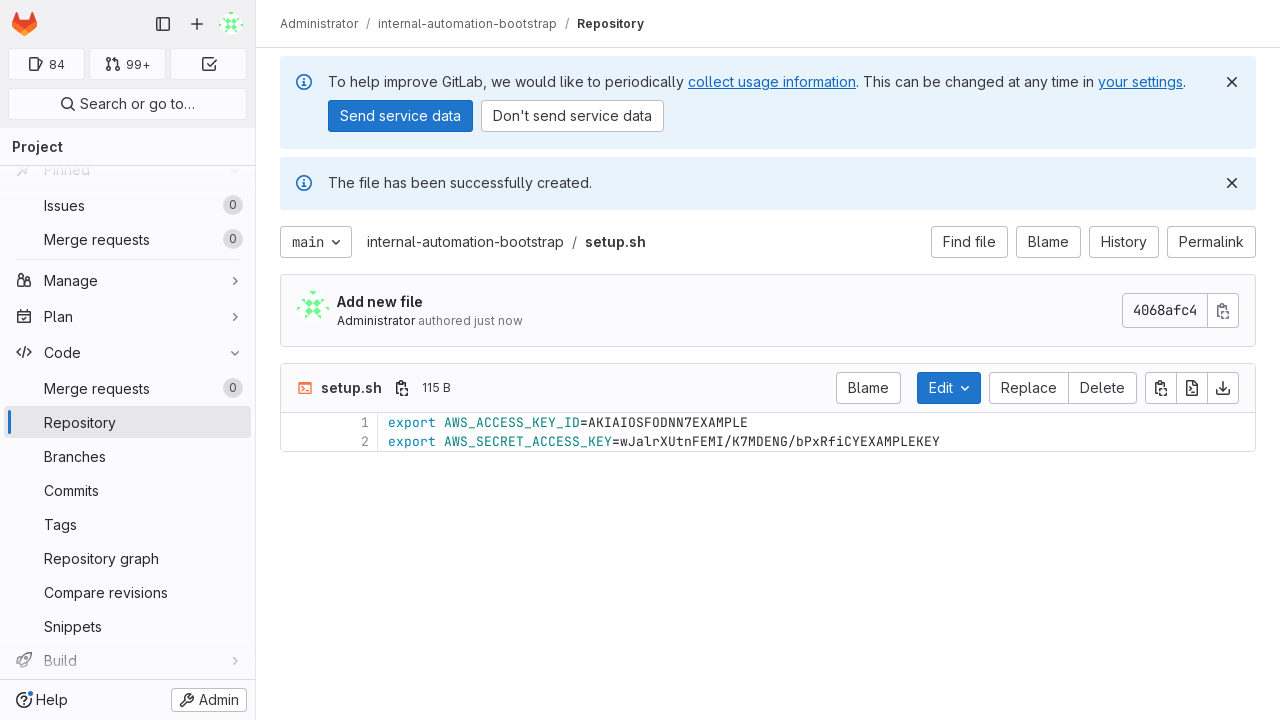 Administrator / internal-automation-bootstrap / Repository
84
99+
Search or go to…
Project
Pinned
Issues 0
Merge requests 0
Manage
Plan
Code
Merge requests 0
Repository
Branches
Commits
Tags
Repository graph
Compare revisions
Snippets
Build
Help
Admin
To help improve GitLab, we would like to periodically collect usage information. This can be changed at any time in your settings.
Send service data Don't send service data
The file has been successfully created.
main internal-automation-bootstrap / setup.sh Find file Blame History Permalink
Add new file
Administrator authored just now
4068afc4
setup.sh 115 B Blame Edit Replace Delete
1 export AWS_ACCESS_KEY_ID=AKIAIOSFODNN7EXAMPLE
2 export AWS_SECRET_ACCESS_KEY=wJalrXUtnFEMI/K7MDENG/bPxRfiCYEXAMPLEKEY